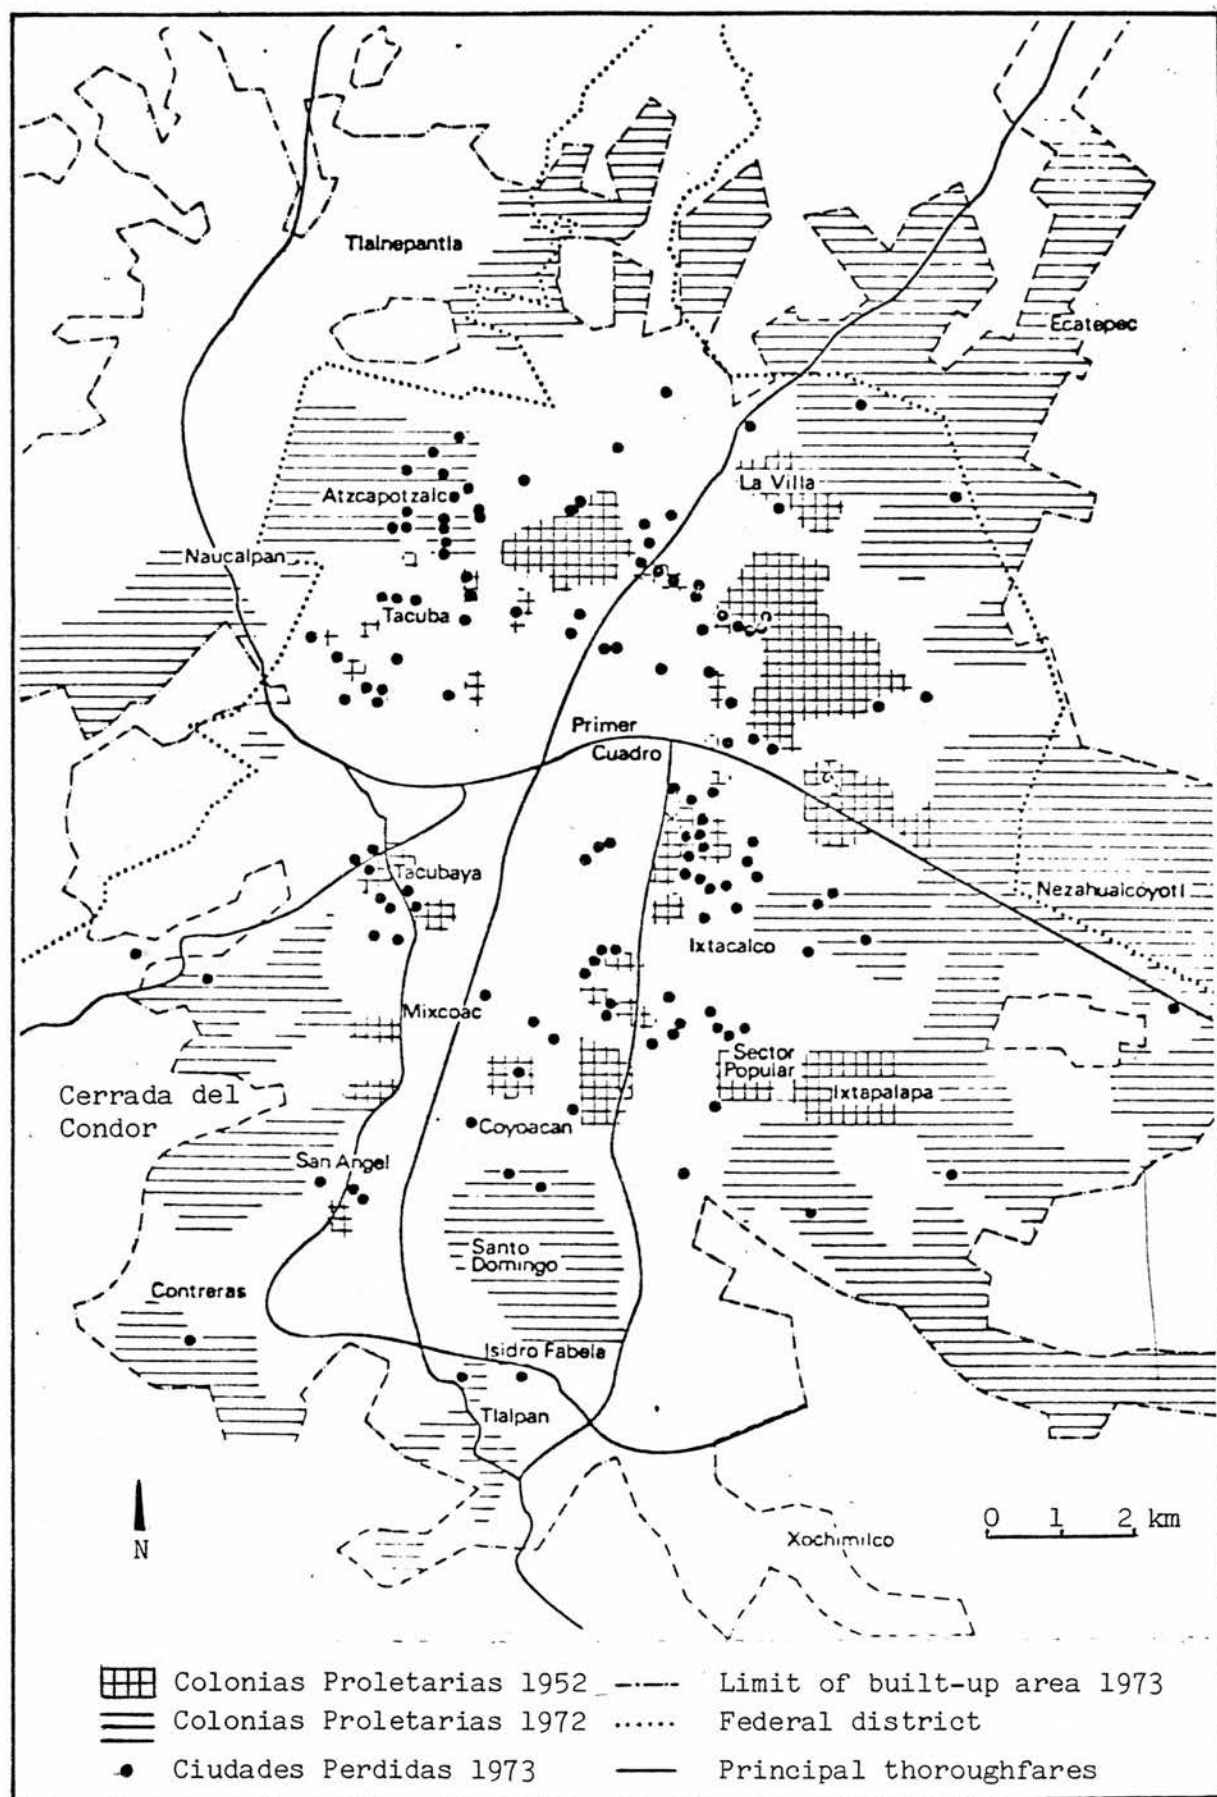 Tlalnepantla
Ecatepec
La Villa
Atzcapotzalc
Naucalpan
Tacuba
Primer
Cuadro
Tacubaya
Nezahualcoyotl
Ixtacalco
Mixcoac
Sector
Popular
Ixtapalapa
Cerrada del
Condor
Coyoacan
San Angel
Santo
Domingo
Contreras
Isidro Fabela
Tlalpan
N
0 1 2 km
Xochimilco
Colonias Proletarias 1952
Limit of built-up area 1973
Colonias Proletarias 1972
Federal district
Ciudades Perdidas 1973
Principal thoroughfares